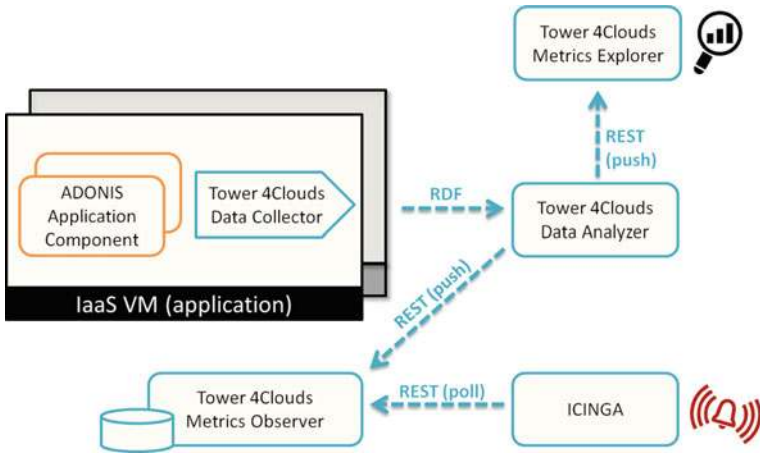 Tower 4Clouds
Metrics Explorer
REST
(push)
ADONIS
Application
Component
Tower 4Clouds
Data Collector
RDF
Tower 4Clouds
Data Analyzer
IaaS VM (application)
REST (push)
Tower 4Clouds
Metrics Observer
REST (poll)
ICINGA